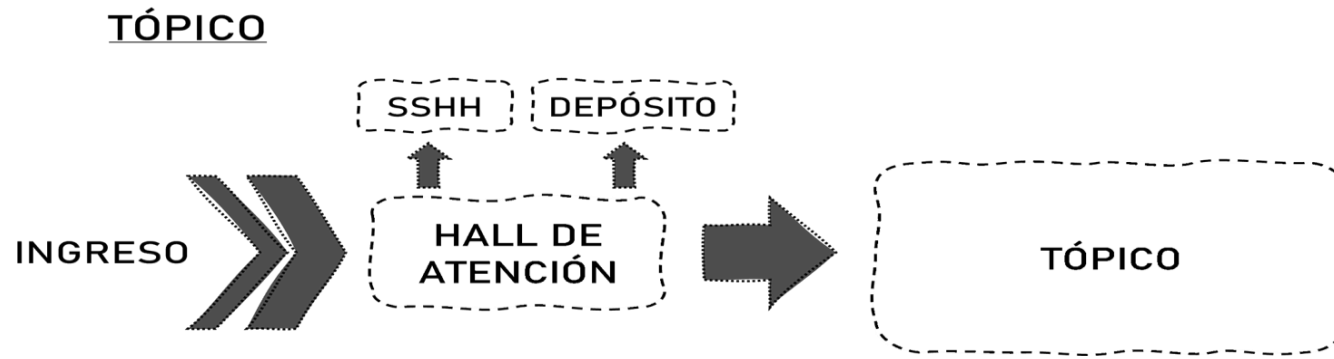 TÓPICO
SSHH
DEPÓSITO
INGRESO
HALL DE
ATENCIÓN
TÓPICO